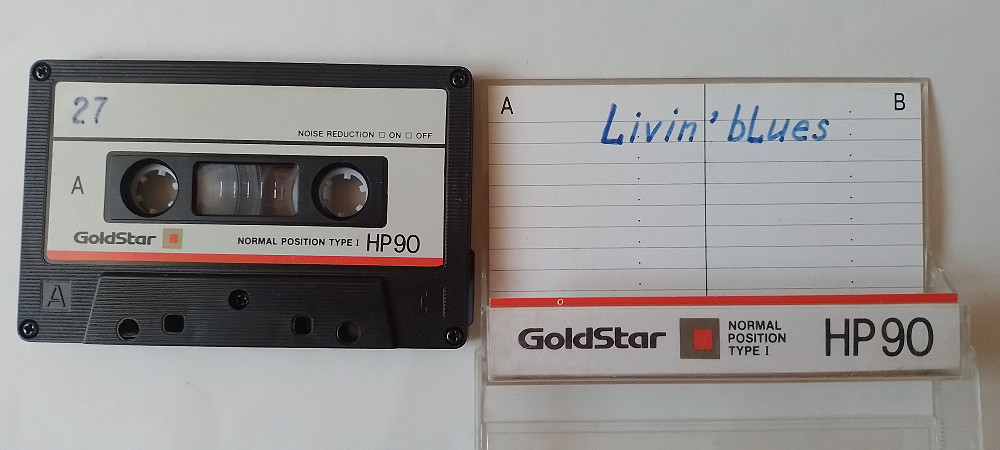 27
NOISE REDUCTION □ ON □ OFF
A
GoldStar
NORMAL POSITION TYPE I HP90
A
A B
Livin' bLues
GoldStar
NORMAL
POSITION
TYPE I
HP90